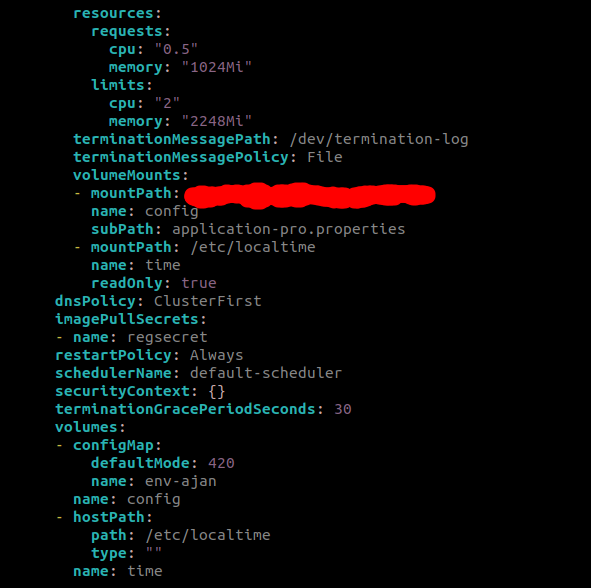 resources:
requests:
cpu: "0.5"
memory: "1024Mi"
limits:
cpu: "2"
memory: "2248Mi"
terminationMessagePath: /dev/termination-log
terminationMessagePolicy: File
volumeMounts:
- mountPath:
name: config
subPath: application-pro.properties
- mountPath: /etc/localtime
name: time
readOnly: true
dnsPolicy: ClusterFirst
imagePullSecrets:
- name: regsecret
restartPolicy: Always
schedulerName: default-scheduler
securityContext: {}
terminationGracePeriodSeconds: 30
volumes:
- configMap:
defaultMode: 420
name: env-ajan
name: config
- hostPath:
path: /etc/localtime
type: ""
name: time